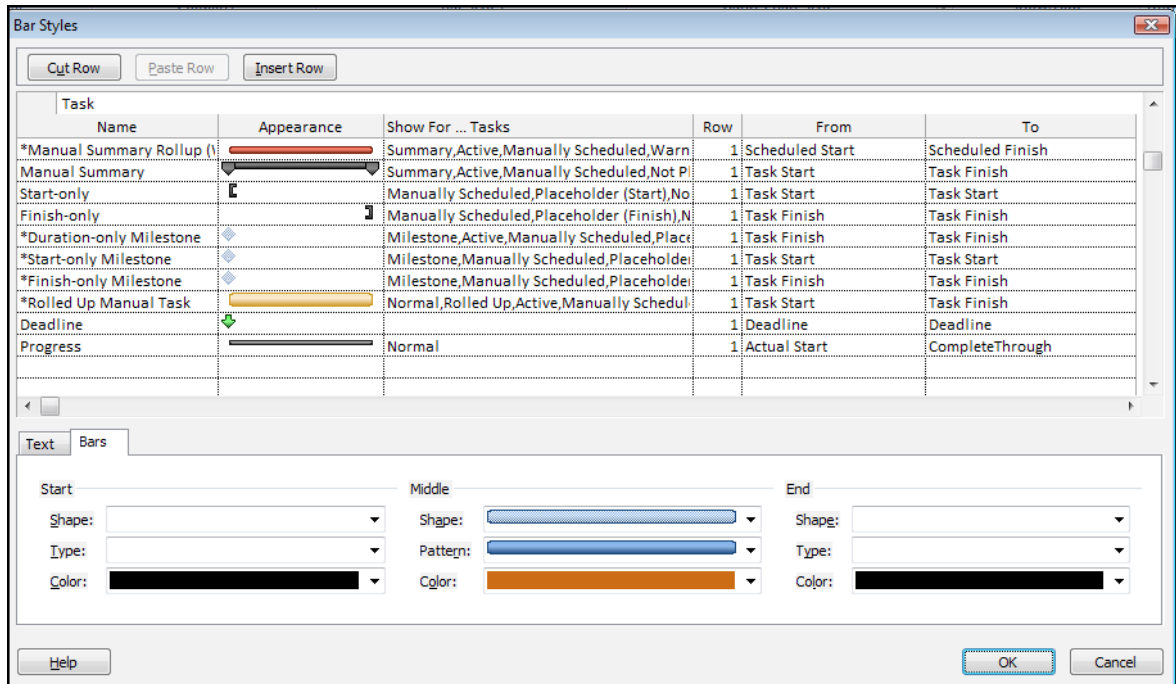 Bar Styles
Cut Row Paste Row Insert Row
Task
Name Appearance Show For ... Tasks Row From To
*Manual Summary Rollup (W Summary,Active,Manually Scheduled,Warn 1 Scheduled Start Scheduled Finish
Manual Summary Summary,Active,Manually Scheduled,Not Pl 1 Task Start Task Finish
Start-only Manually Scheduled,Placeholder (Start),No 1 Task Start Task Start
Finish-only Manually Scheduled,Placeholder (Finish),N 1 Task Finish Task Finish
*Duration-only Milestone Milestone,Active,Manually Scheduled,Place 1 Task Finish Task Finish
*Start-only Milestone Milestone,Manually Scheduled,Placeholder 1 Task Start Task Start
*Finish-only Milestone Milestone,Manually Scheduled,Placeholder 1 Task Finish Task Finish
*Rolled Up Manual Task Normal,Rolled Up,Active,Manually Schedul 1 Task Start Task Finish
Deadline 1 Deadline Deadline
Progress Normal 1 Actual Start CompleteThrough
Text Bars
Start Middle End
Shape: Shape: Shape:
Type: Pattern: Type:
Color: Color: Color:
Help OK Cancel